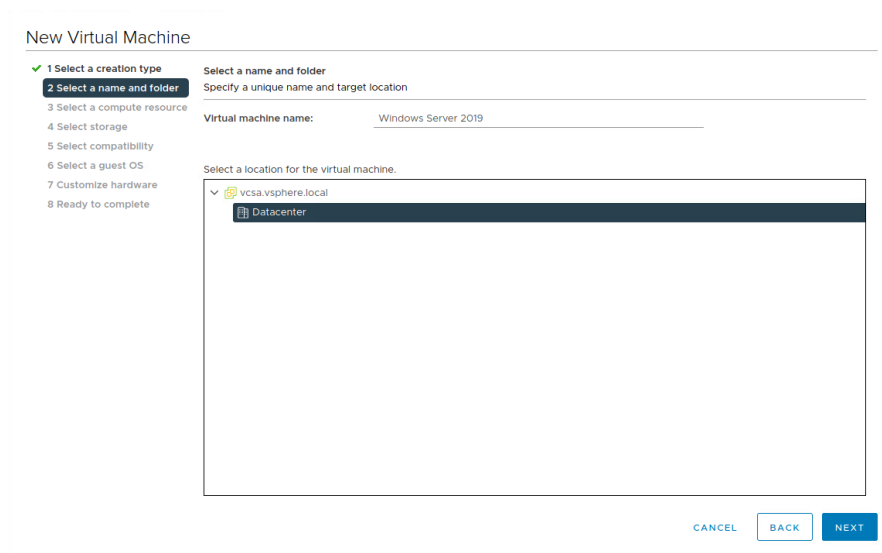 New Virtual Machine
1 Select a creation type
2 Select a name and folder
3 Select a compute resource
4 Select storage
5 Select compatibility
6 Select a guest OS
7 Customize hardware
8 Ready to complete
Select a name and folder
Specify a unique name and target location
Virtual machine name: Windows Server 2019
Select a location for the virtual machine.
vcsa.vsphere.local
Datacenter
CANCEL BACK NEXT